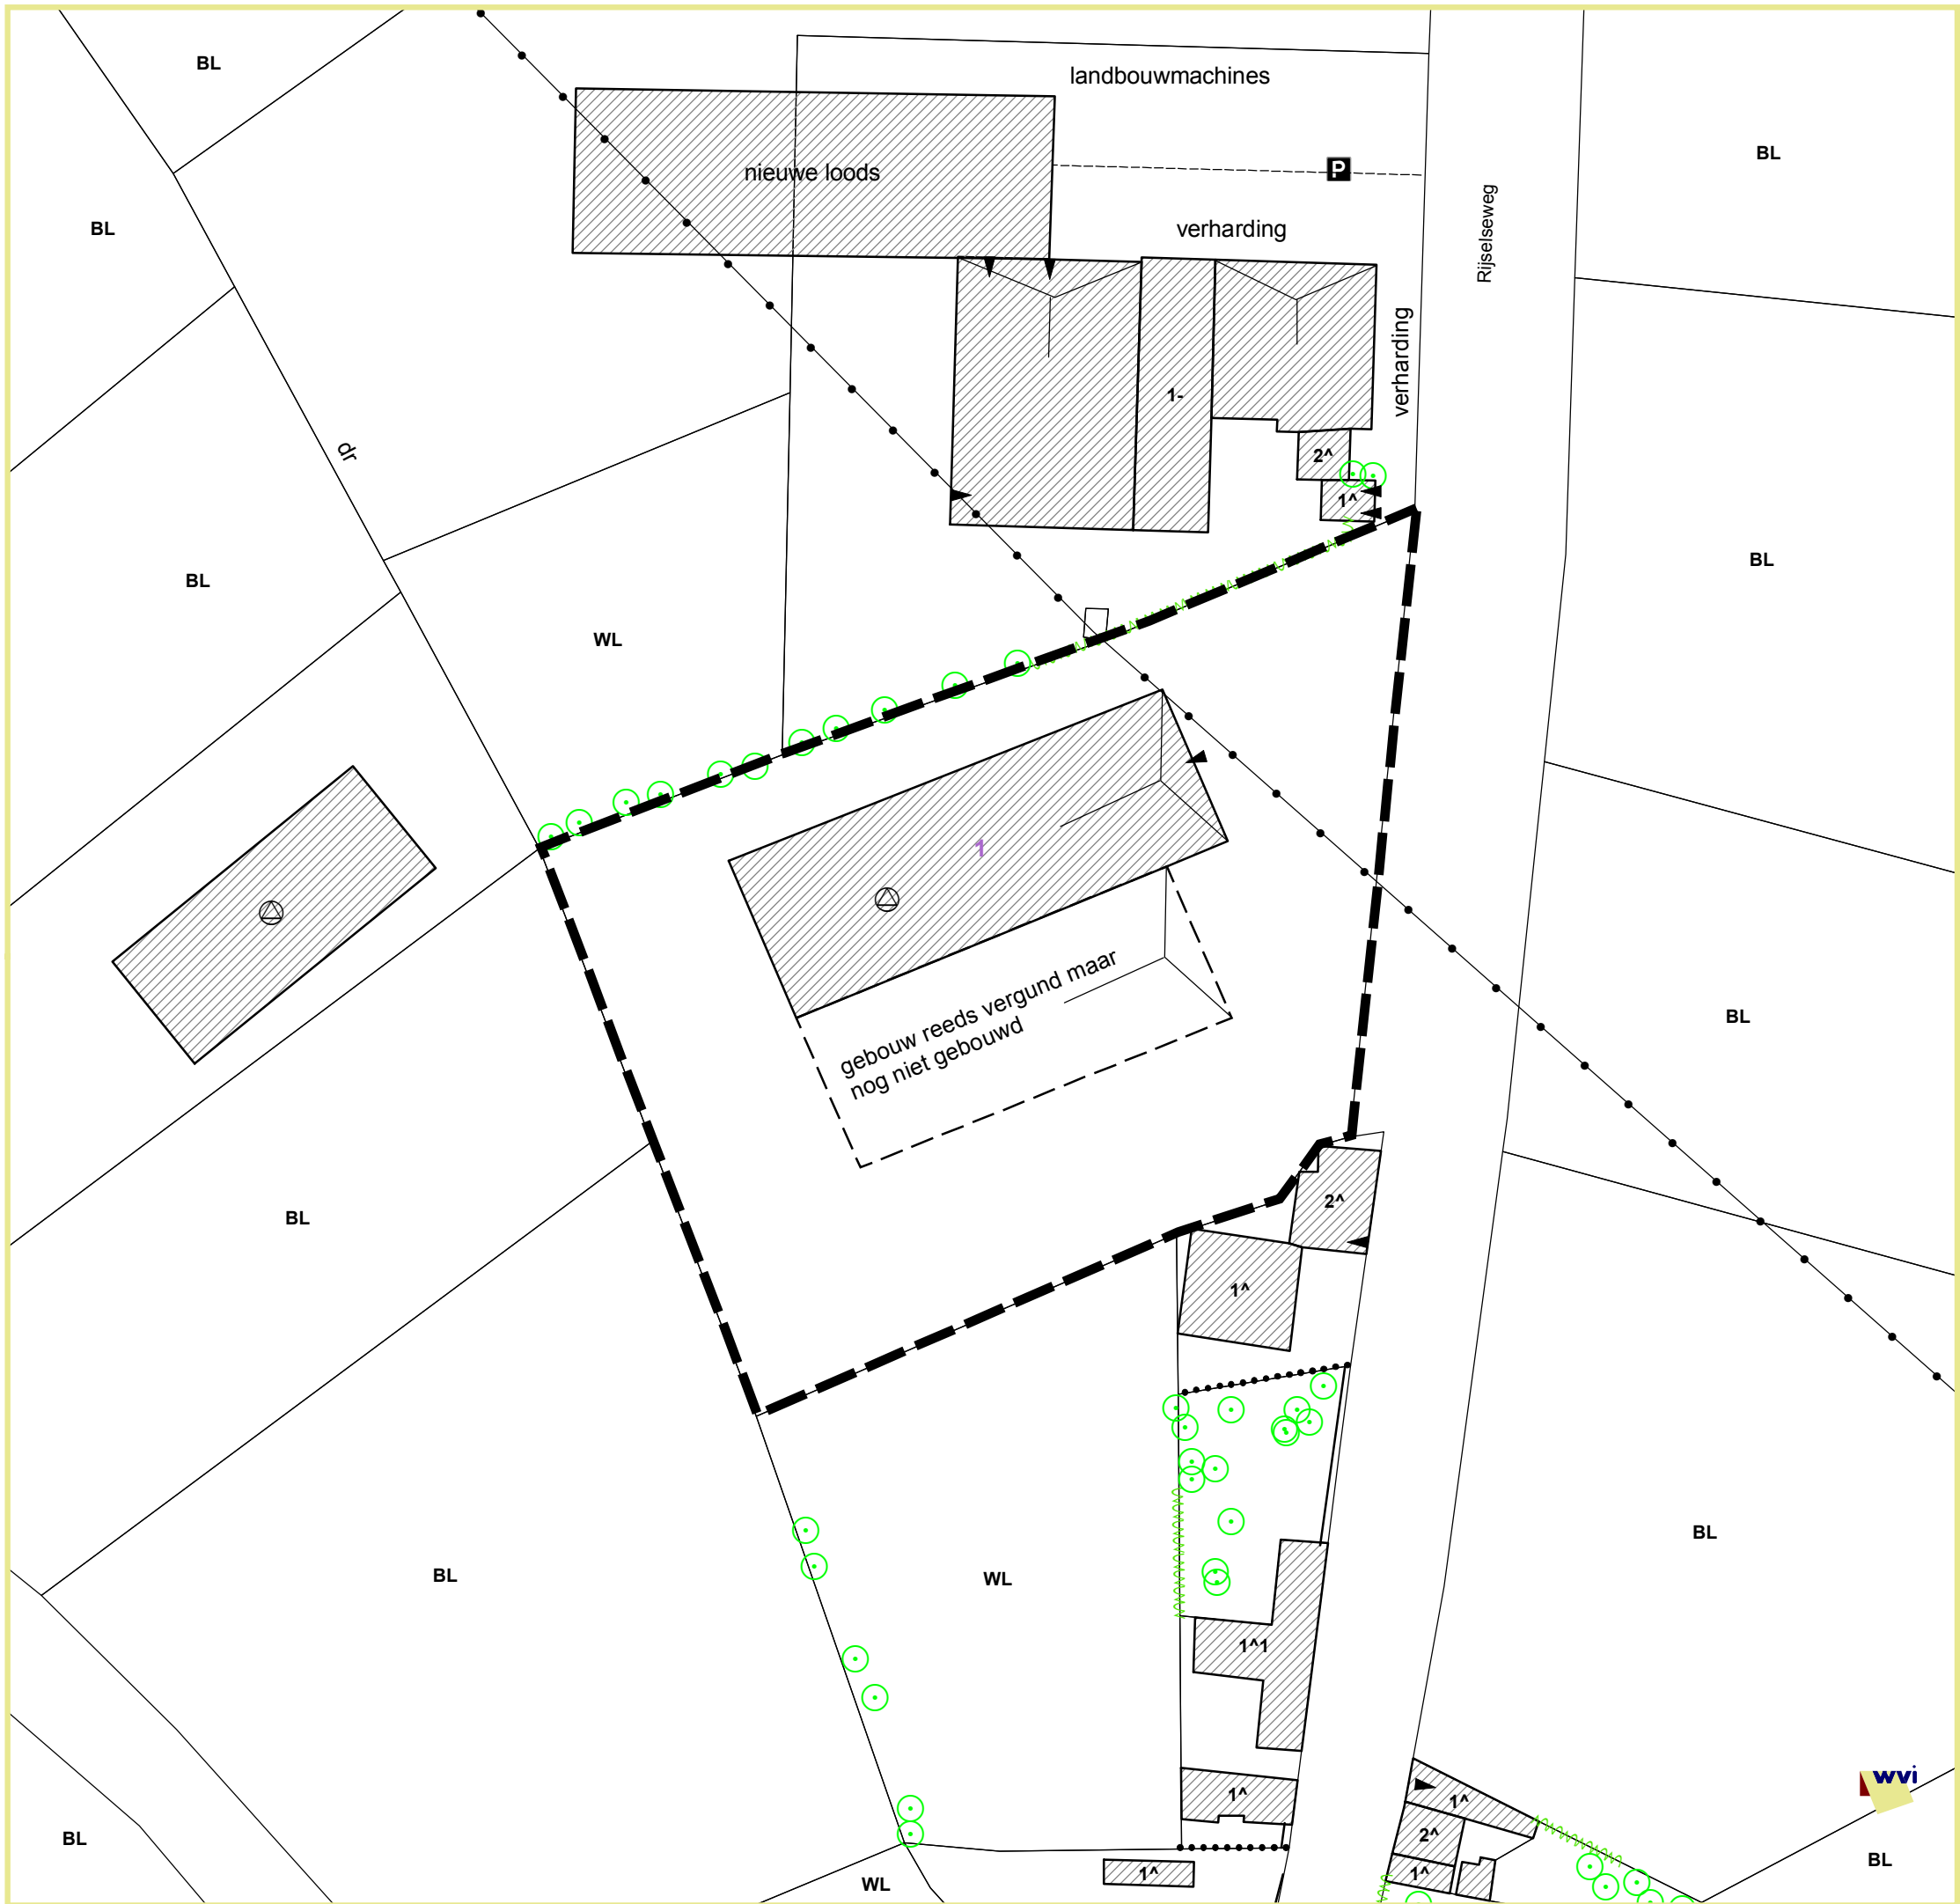 BL
landbouwmachines
BL
nieuwe loods
P
BL
verharding
Rijselseweg
verharding
1-
dr
2^
1^
BL
BL
WL
1
gebouw reeds vergund maar
nog niet gebouwd
BL
2^
BL
1^
BL
BL
WL
1^1
wvi
1^
1^
2^
BL
BL
1^
1^
WL